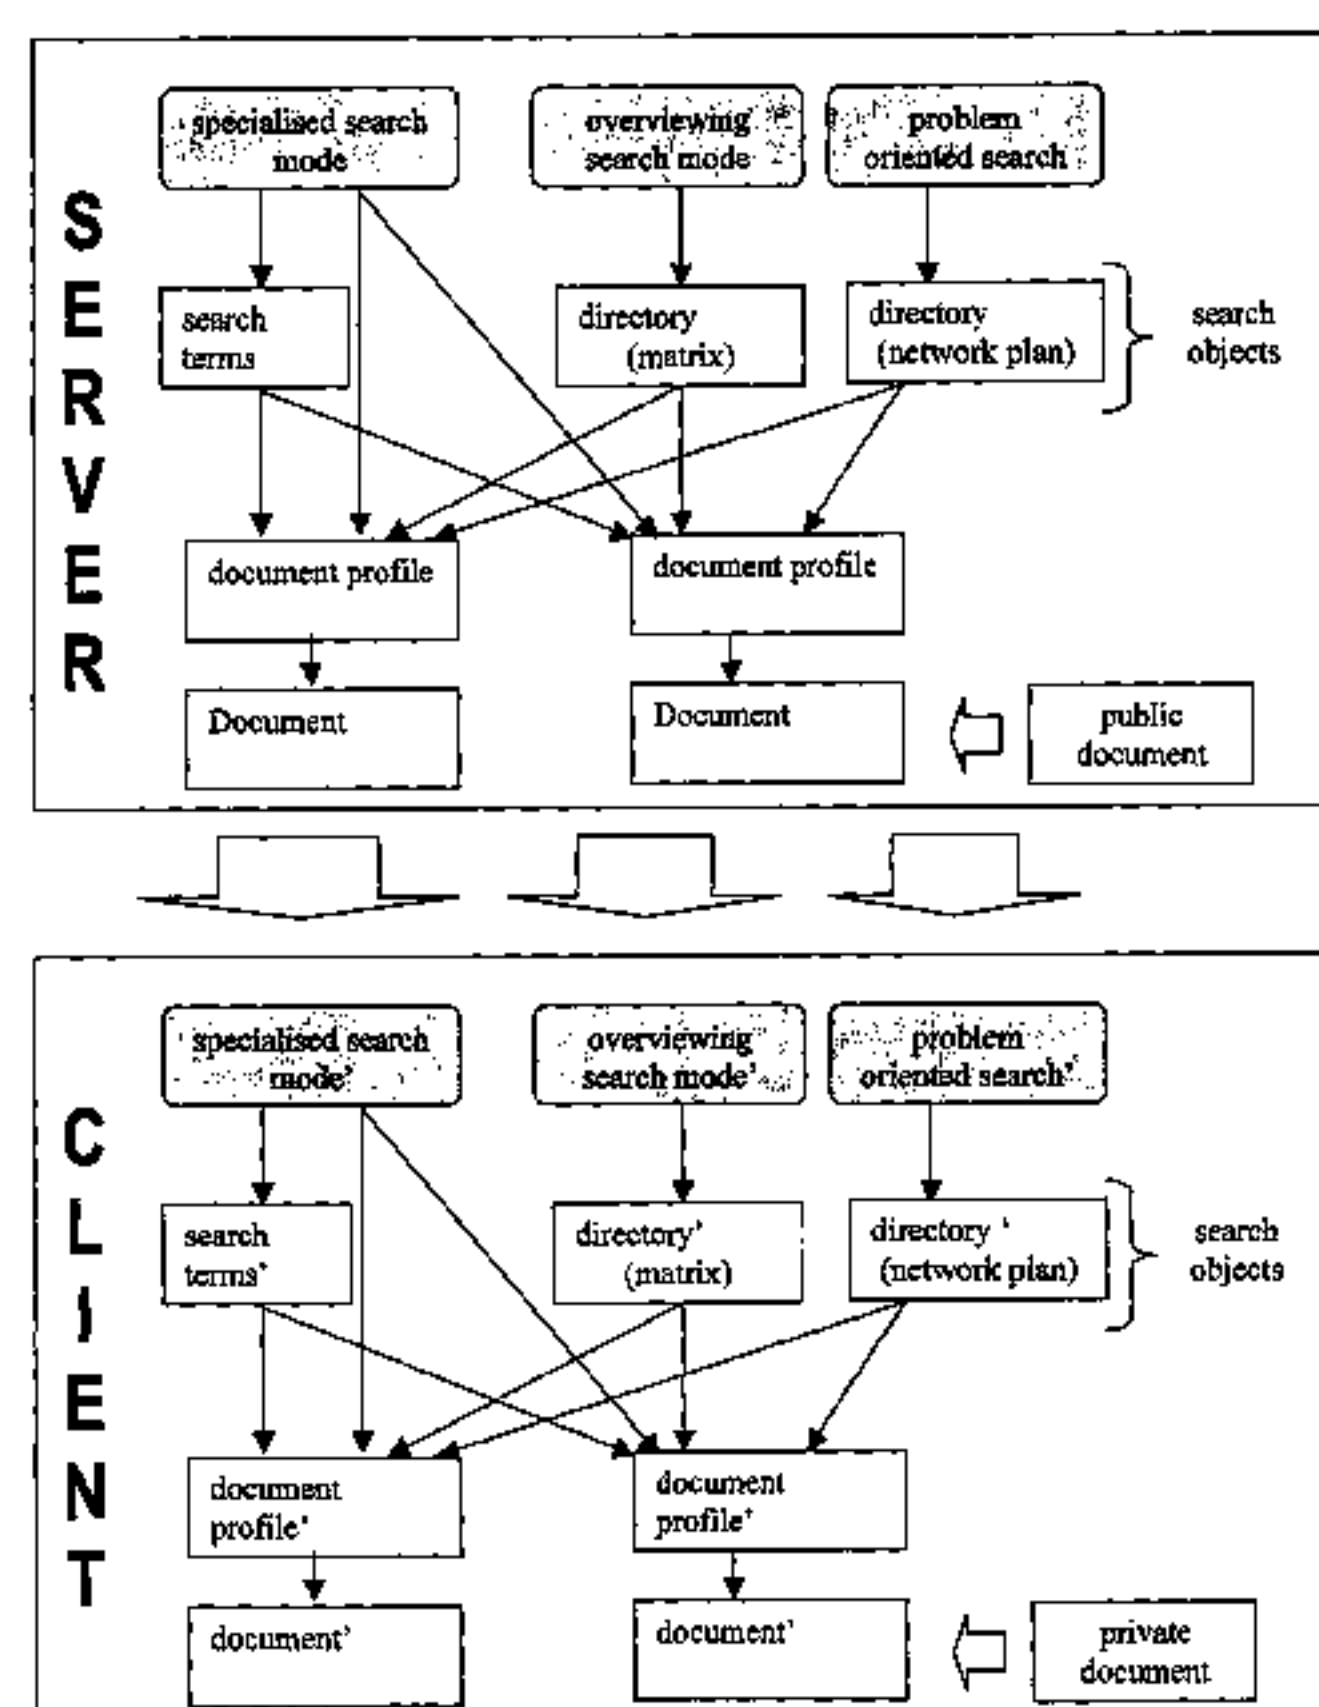 SERVER
specialised search
mode
overviewing
search mode
problem
oriented search
search
terms
directory
(matrix)
directory
(network plan)
search
objects
document profile
document profile
Document
Document
public
document
CLIENT
specialised search
mode'
overviewing
search mode'
problem
oriented search'
search
terms'
directory'
(matrix)
directory '
(network plan)
search
objects
document
profile'
document
profile'
document'
document'
private
document